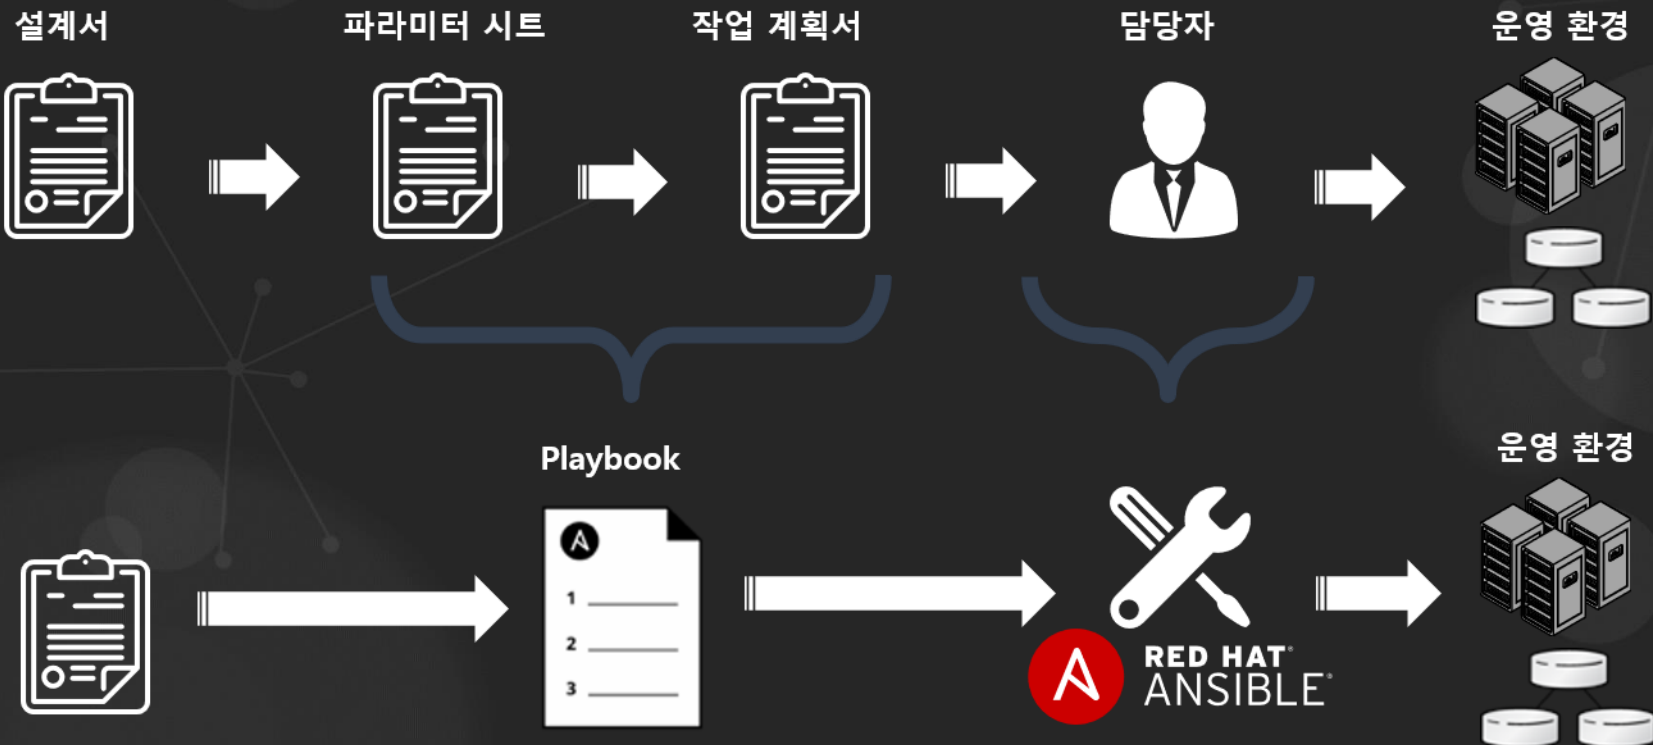 설계서
파라미터 시트
작업 계획서
담당자
운영 환경
Playbook
운영 환경
1
2
3
RED HAT
ANSIBLE